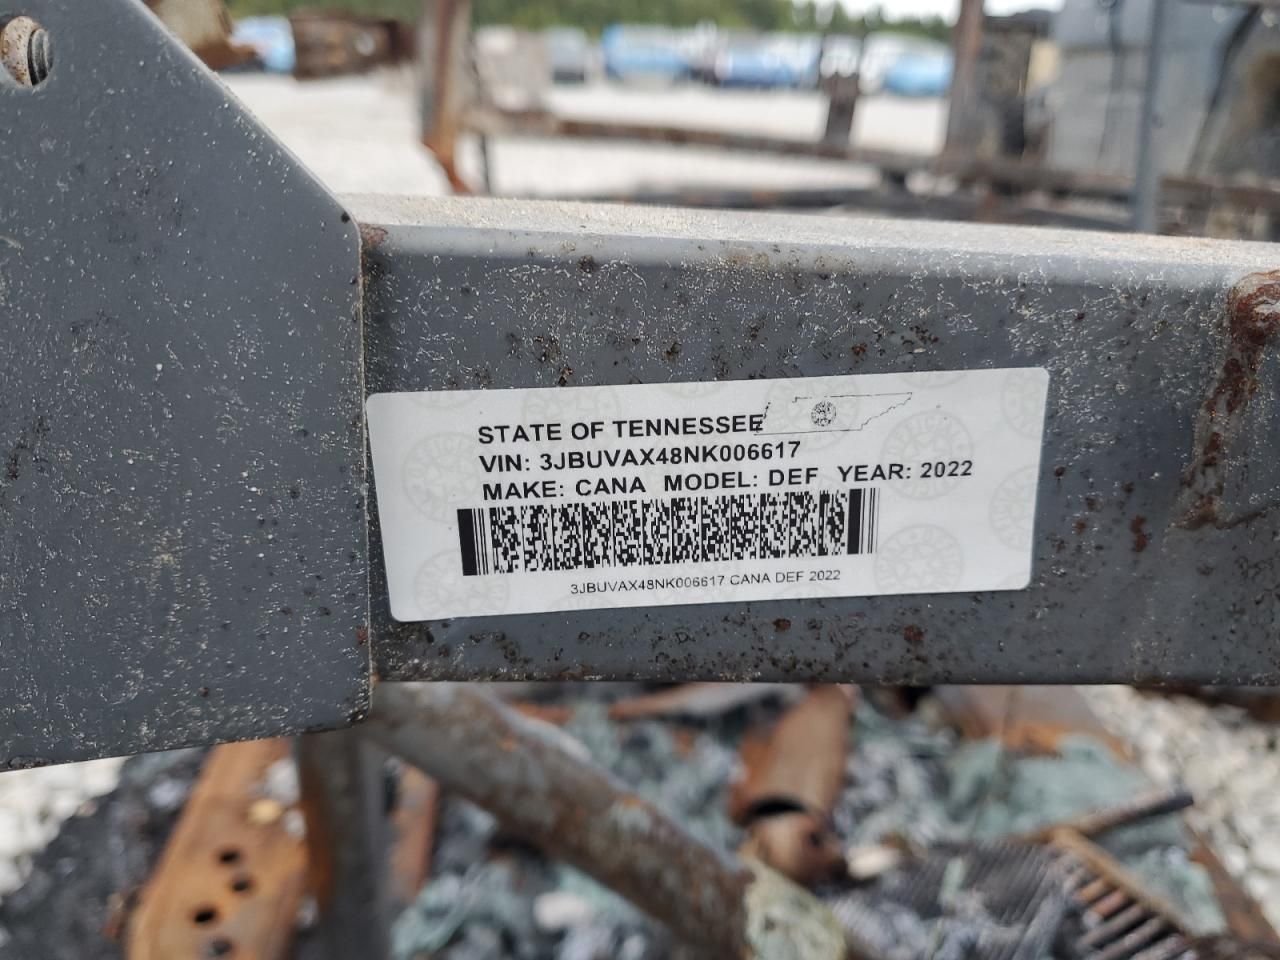 STATE OF TENNESSEE
VIN: 3JBUVAX48NK006617
MAKE: CANA MODEL: DEF YEAR: 2022
3JBUVAX48NK006617 CANA DEF 2022